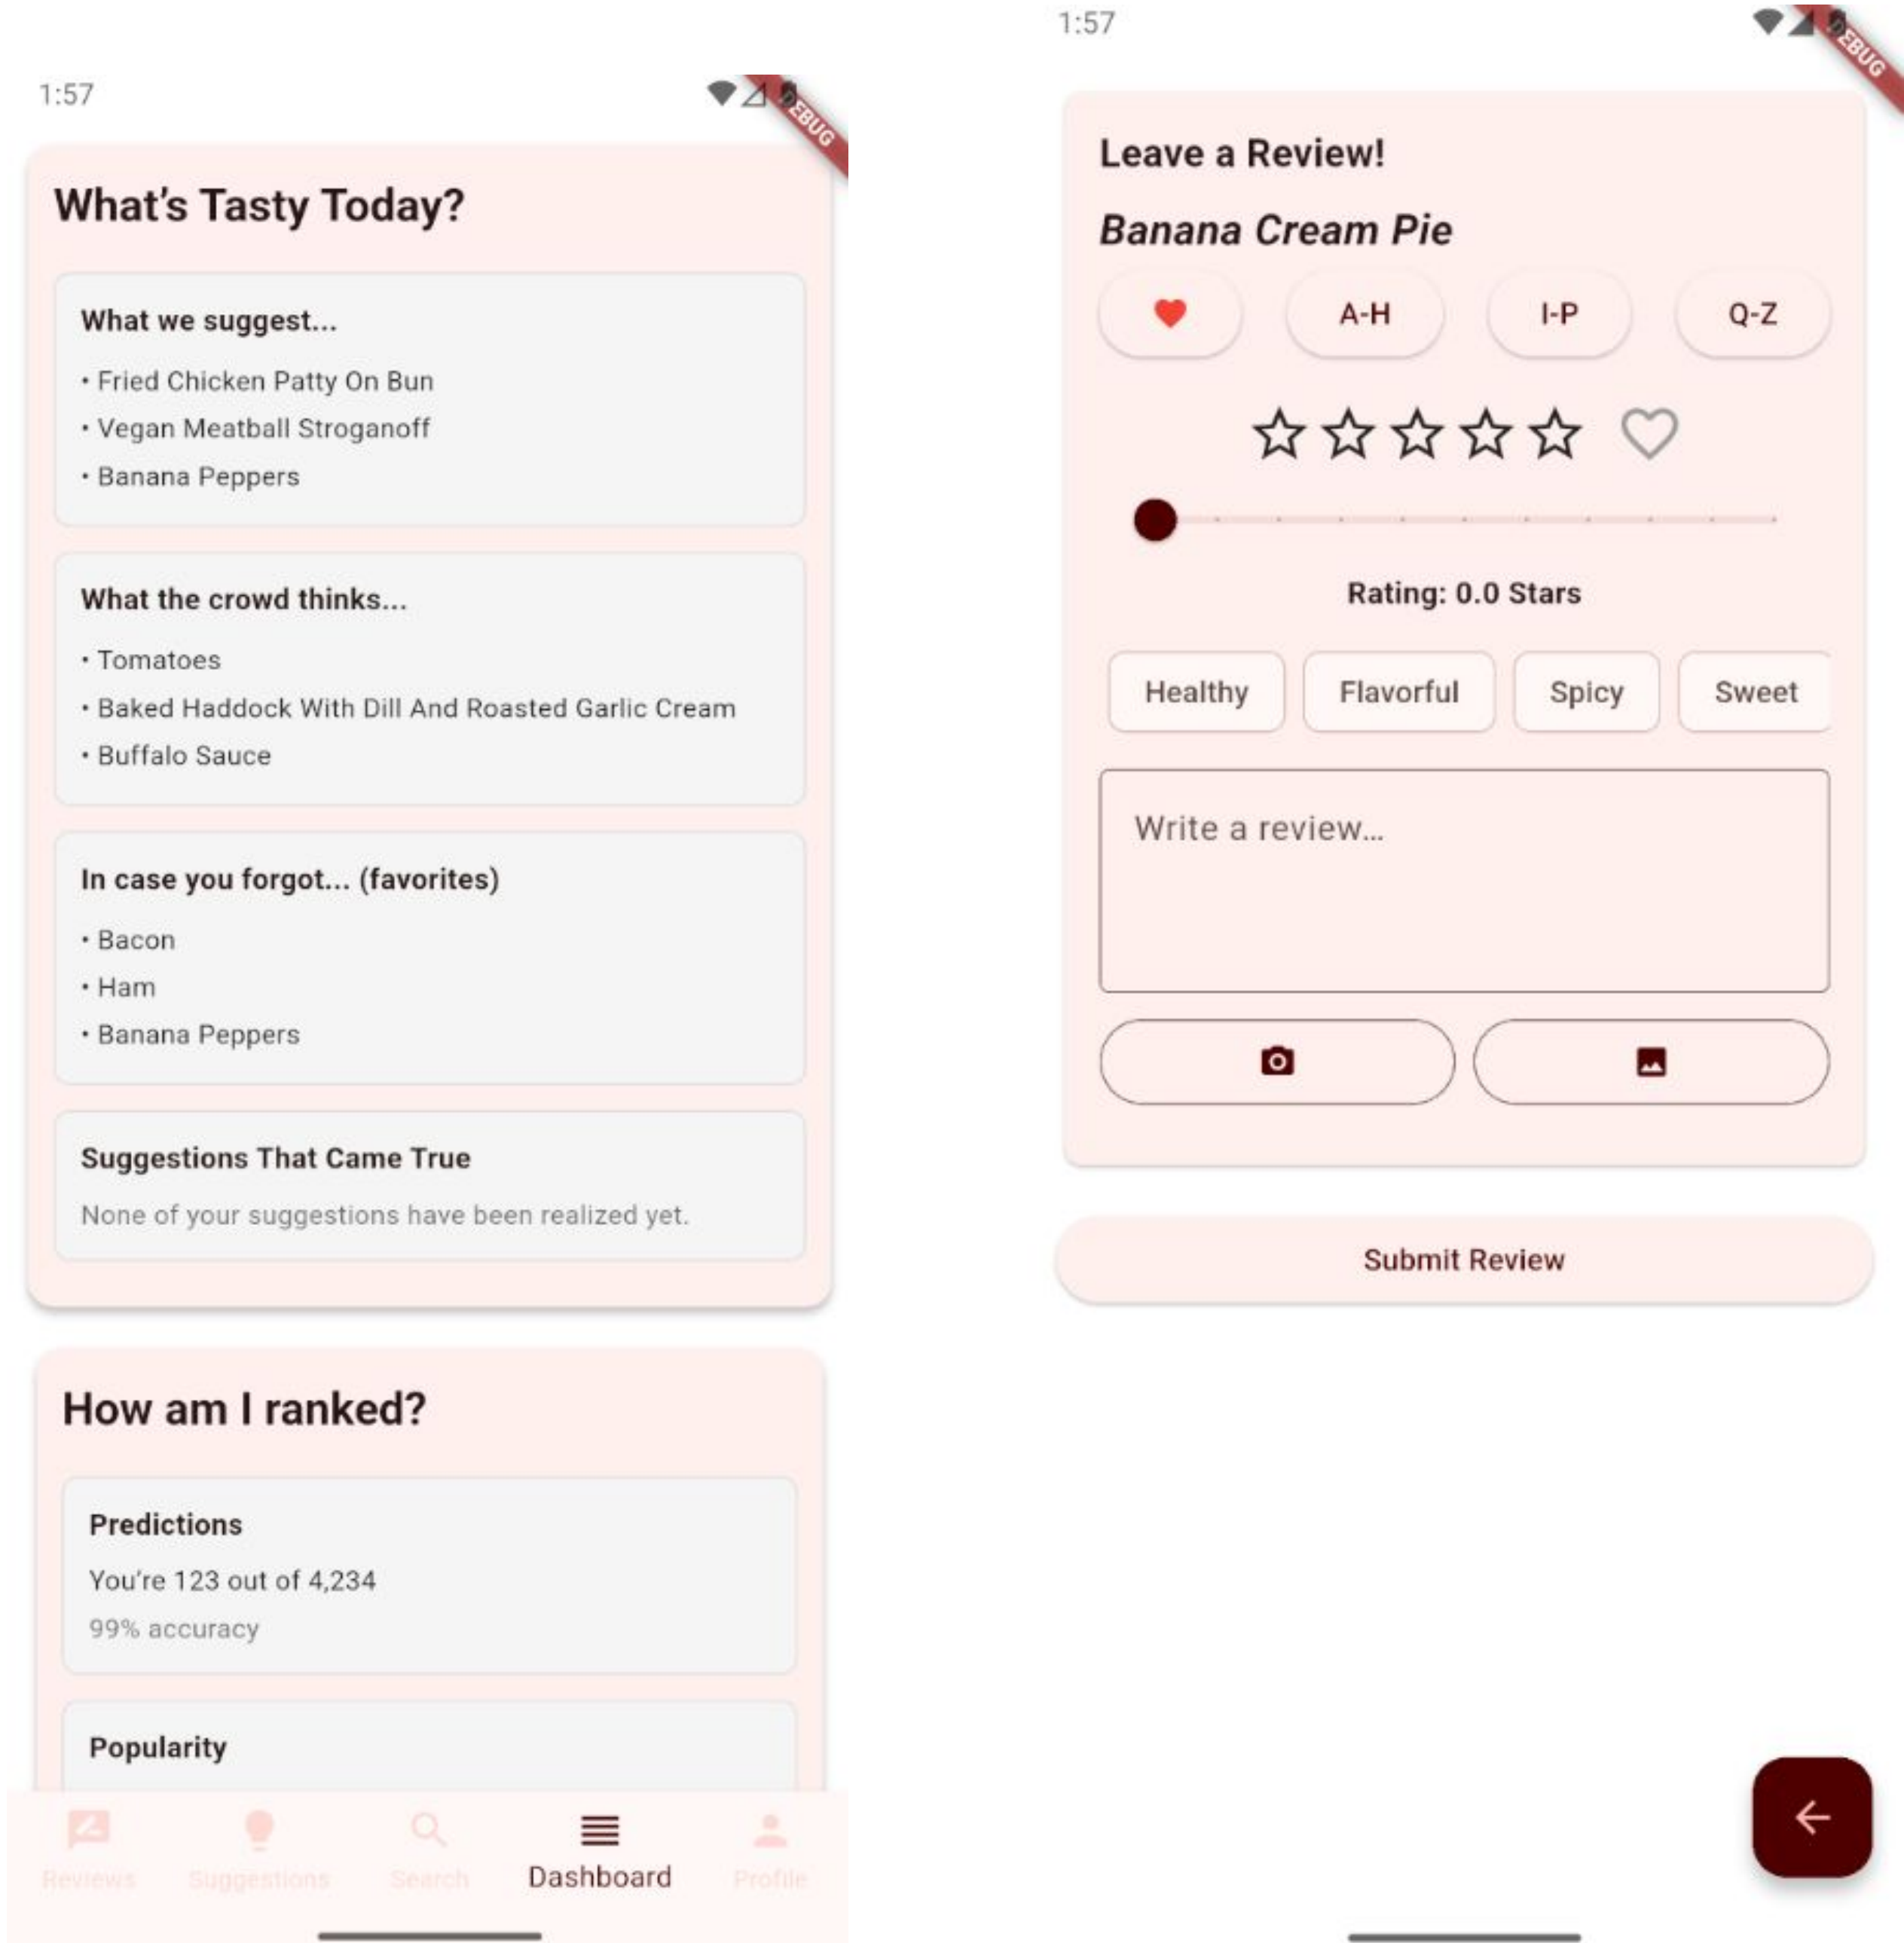 1:57
DEBUG
What's Tasty Today?
What we suggest...
• Fried Chicken Patty On Bun
• Vegan Meatball Stroganoff
• Banana Peppers
What the crowd thinks...
• Tomatoes
• Baked Haddock With Dill And Roasted Garlic Cream
• Buffalo Sauce
In case you forgot... (favorites)
• Bacon
• Ham
• Banana Peppers
Suggestions That Came True
None of your suggestions have been realized yet.
How am I ranked?
Predictions
You're 123 out of 4,234
99% accuracy
Popularity
Reviews Suggestions Search Dashboard Profile
1:57
DEBUG
Leave a Review!
Banana Cream Pie
A-H I-P Q-Z
Rating: 0.0 Stars
Healthy Flavorful Spicy Sweet
Write a review...
Submit Review